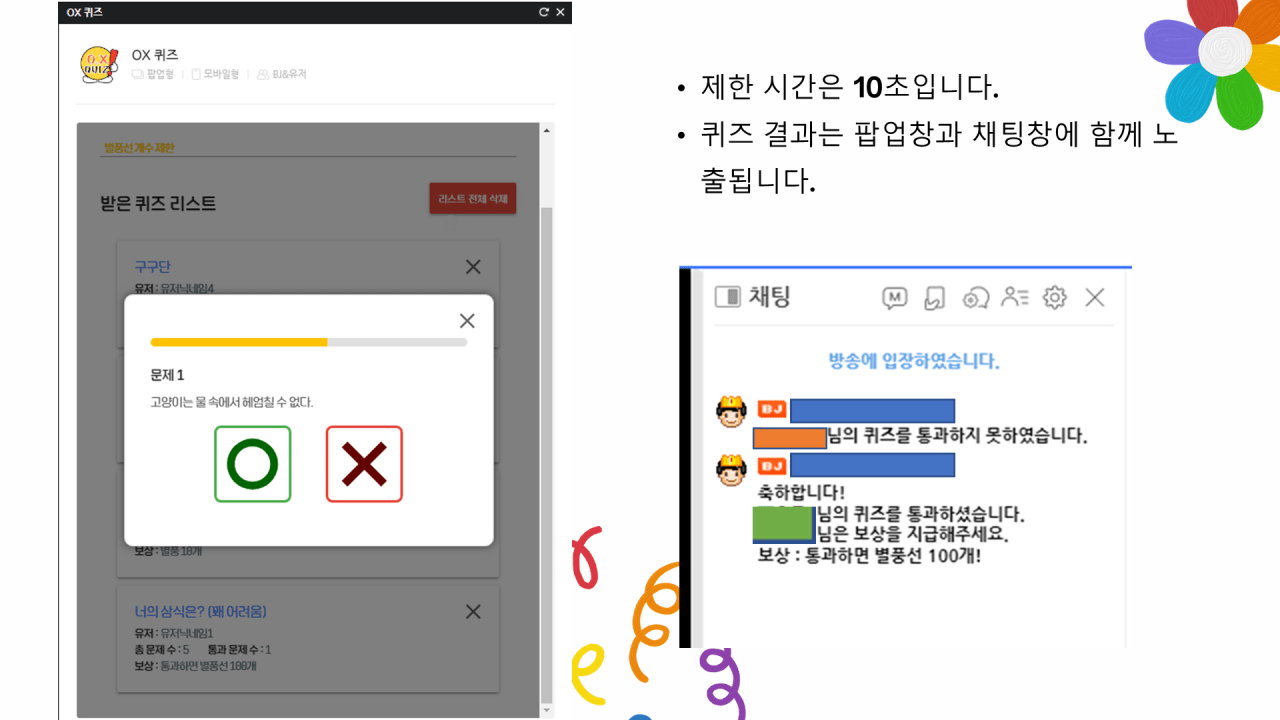 OX 퀴즈
OX QUIZ
OX 퀴즈
팝업형 | 모바일형 | BJ&유저
별풍선 개수 제한
받은 퀴즈 리스트
리스트 전체 삭제
구구단
유저 : 유저닉네임4
문제 1
고양이는 물 속에서 헤엄칠 수 없다.
보상 : 별풍 10개
너의 상식은? (꽤 어려움)
유저 : 유저닉네임1
총 문제 수 : 5 통과 문제 수 : 1
보상 : 통과하면 별풍선 100개
• 제한 시간은 10초입니다.
• 퀴즈 결과는 팝업창과 채팅창에 함께 노
출됩니다.
채팅
M
방송에 입장하였습니다.
BJ
님의 퀴즈를 통과하지 못하였습니다.
BJ
축하합니다!
님의 퀴즈를 통과하셨습니다.
님은 보상을 지급해주세요.
보상 : 통과하면 별풍선 100개!